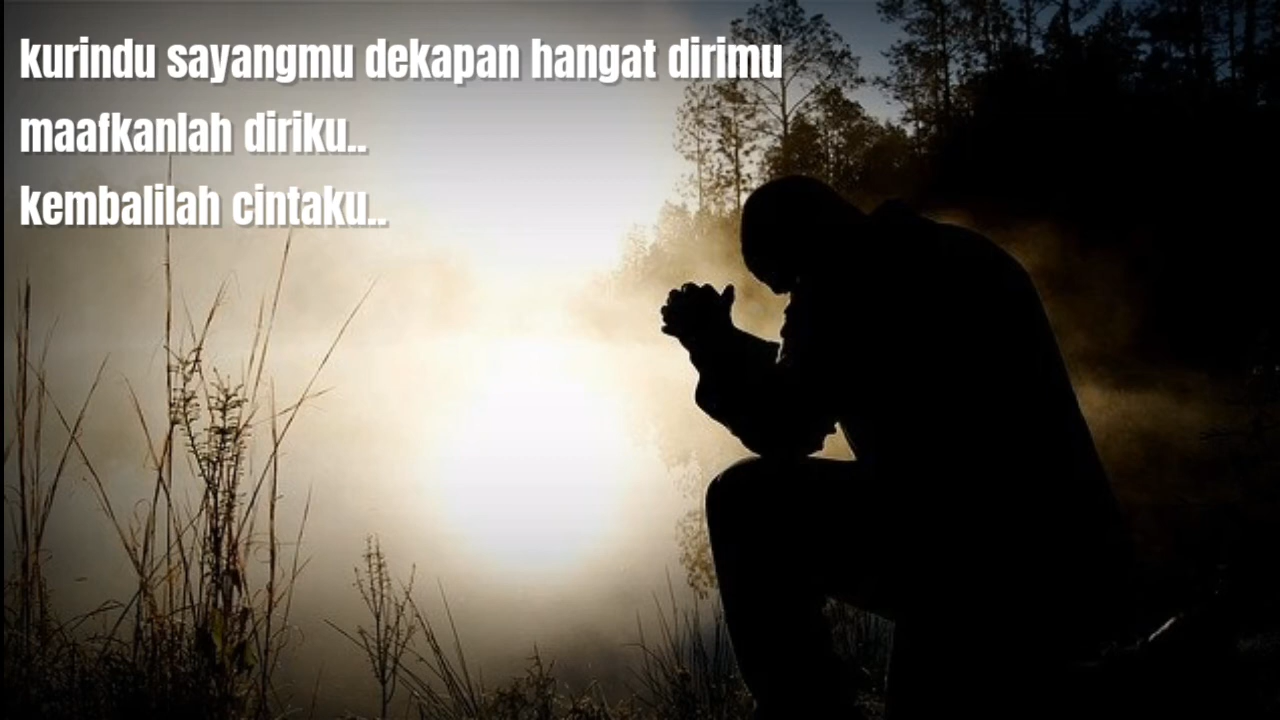 kurindu sayangmu dekapan hangat dirimu
maafkanlah diriku..
kembalilah cintaku..